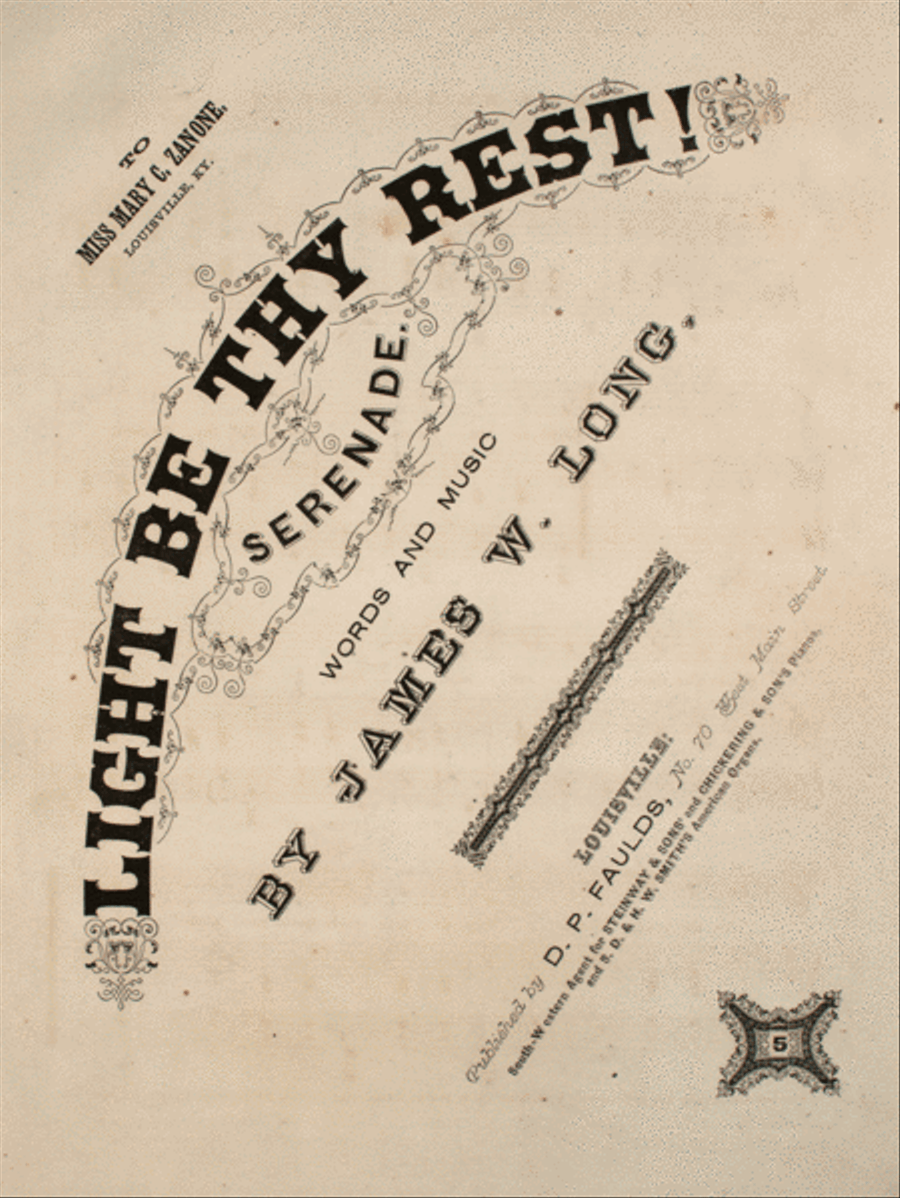 TO
MISS MARY C. ZANONE,
LOUISVILLE, KY.
LIGHT BE THY REST!
SERENADE.
WORDS AND MUSIC
BY JAMES W. LONG.
LOUISVILLE:
Published by D. P. FAULDS, No. 70 East Main Street
South-Western Agent for STEINWAY & SONS' and CHICKERING & SON'S Pianos,
and S. D. & H. W. SMITH'S American Organs.
5